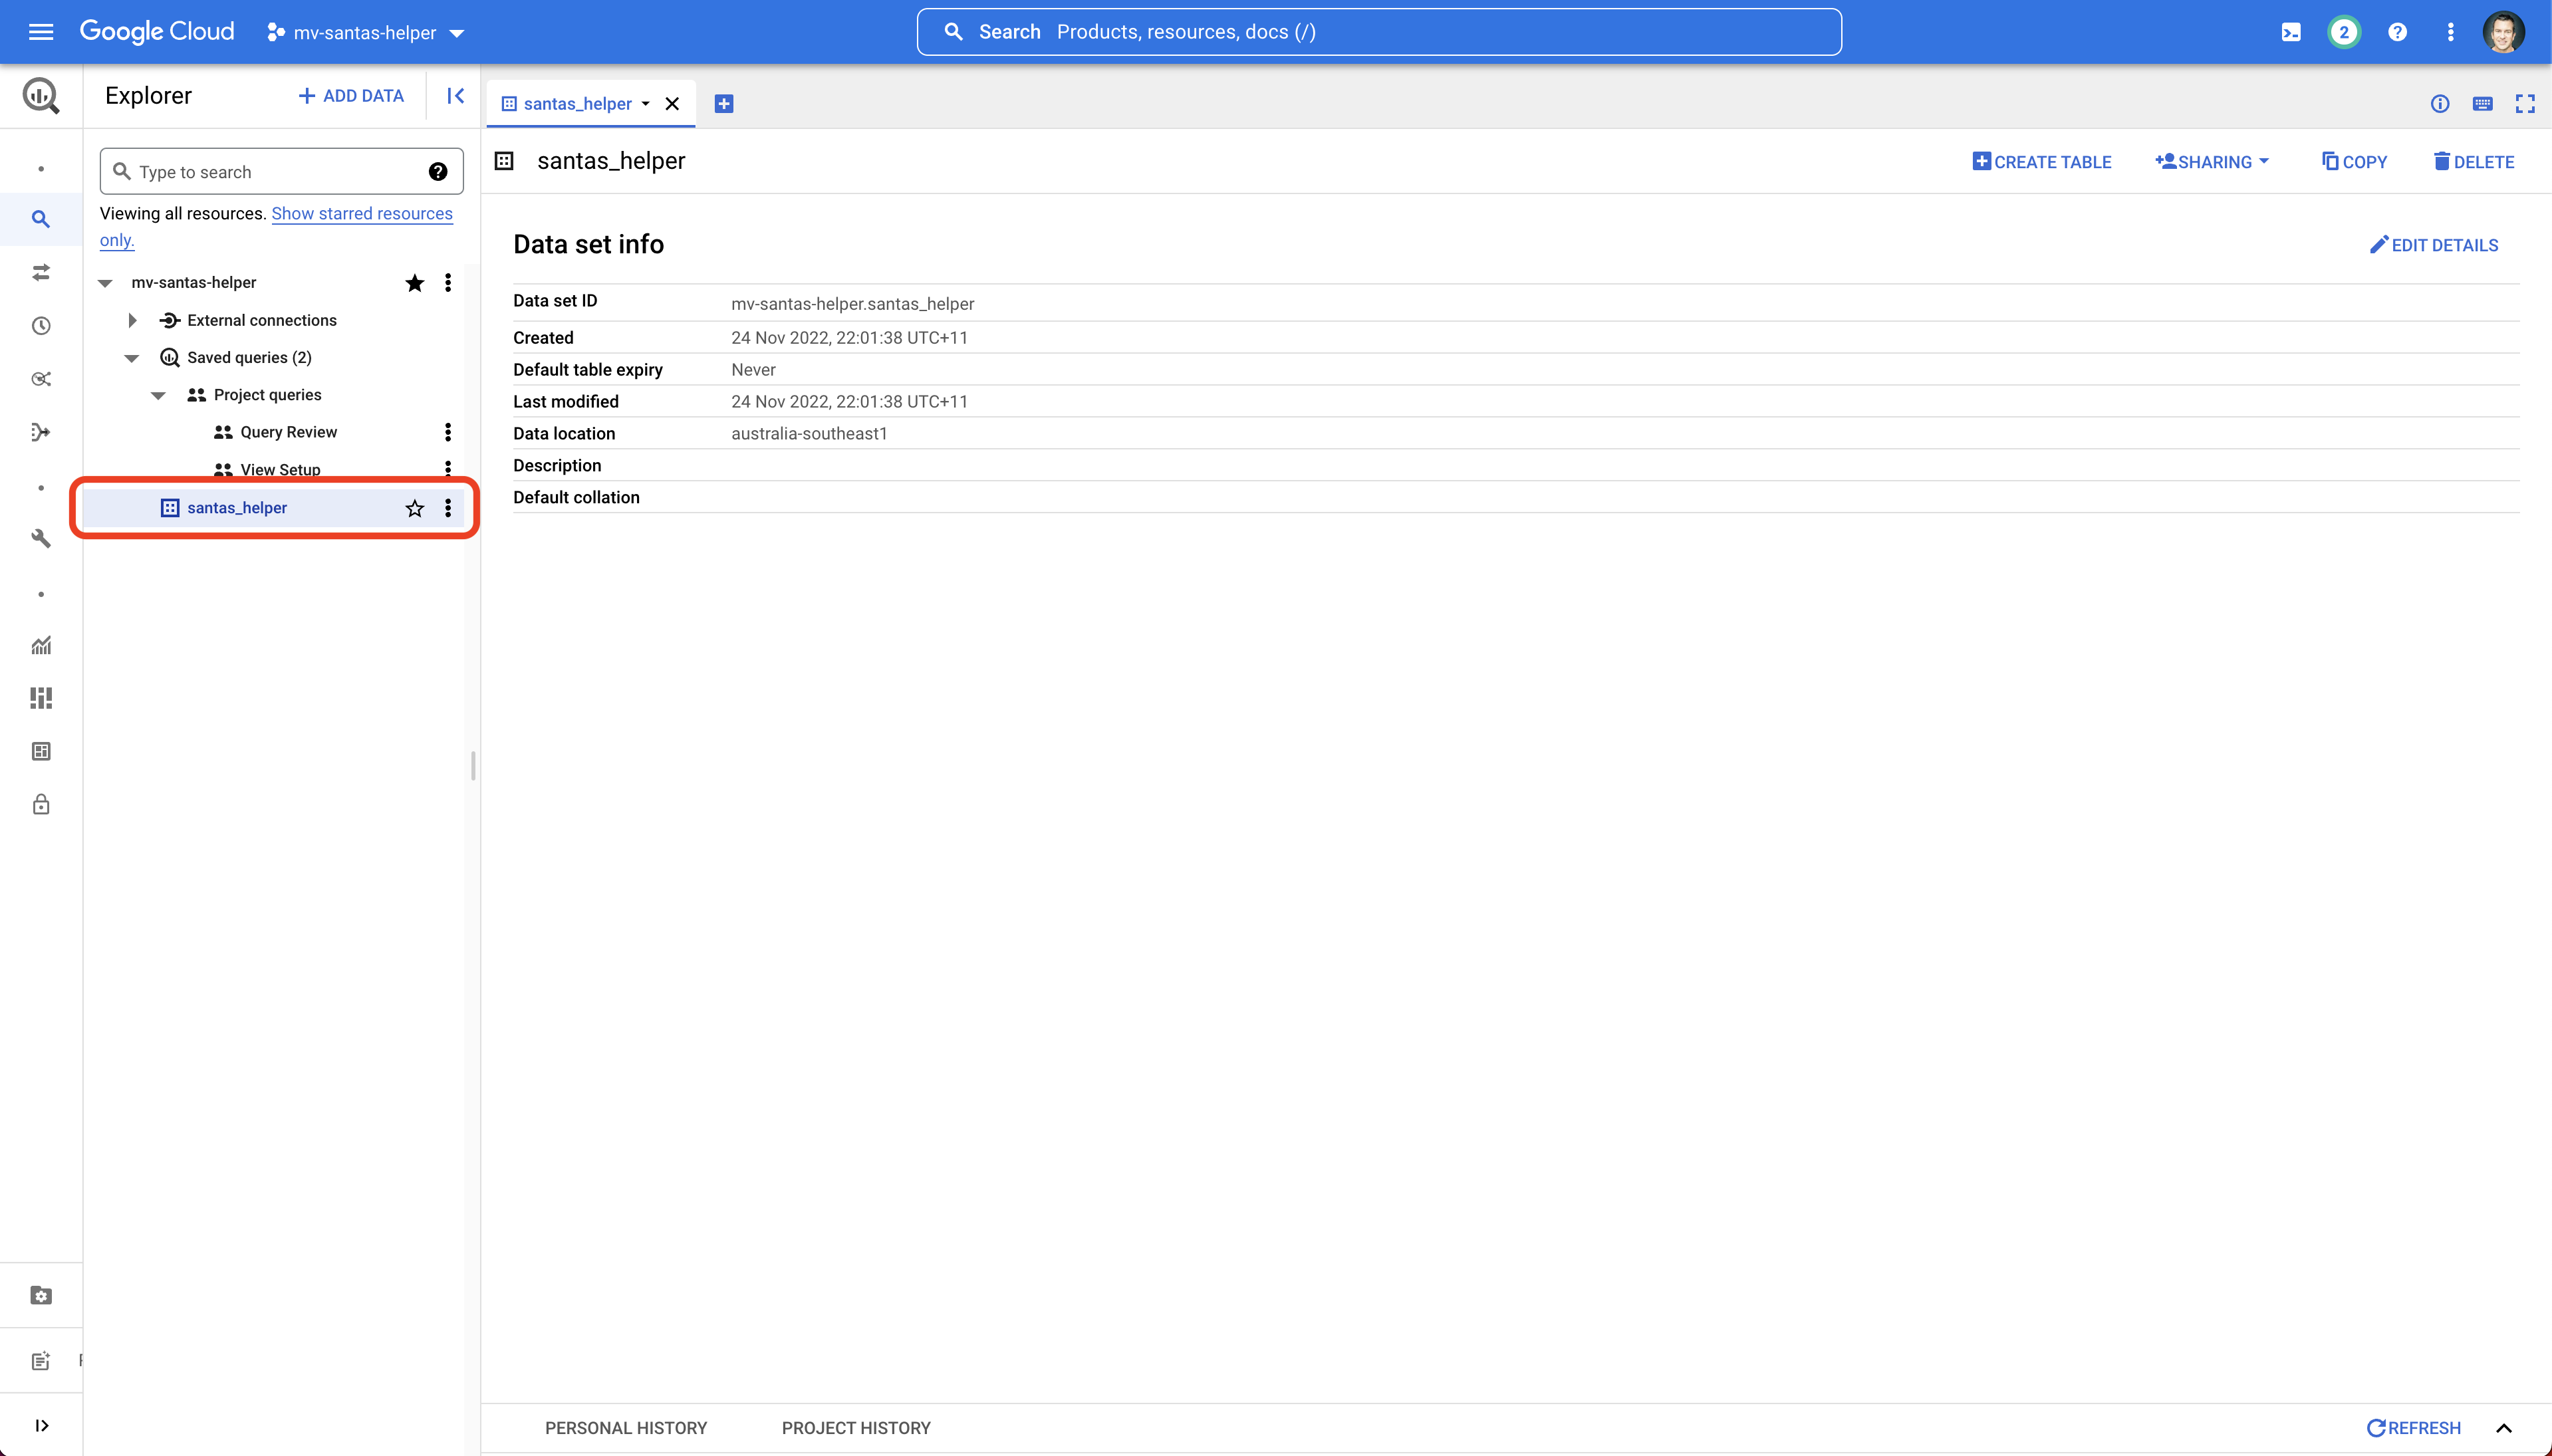 Google Cloud
mv-santas-helper
Search Products, resources, docs (/)
2
Explorer
+ ADD DATA
santas_helper
Type to search
Viewing all resources. Show starred resources
only.
mv-santas-helper
External connections
Saved queries (2)
Project queries
Query Review
View Setup
santas_helper
santas_helper
CREATE TABLE
SHARING
COPY
DELETE
Data set info
EDIT DETAILS
Data set ID mv-santas-helper.santas_helper
Created 24 Nov 2022, 22:01:38 UTC+11
Default table expiry Never
Last modified 24 Nov 2022, 22:01:38 UTC+11
Data location australia-southeast1
Description
Default collation
PERSONAL HISTORY
PROJECT HISTORY
REFRESH